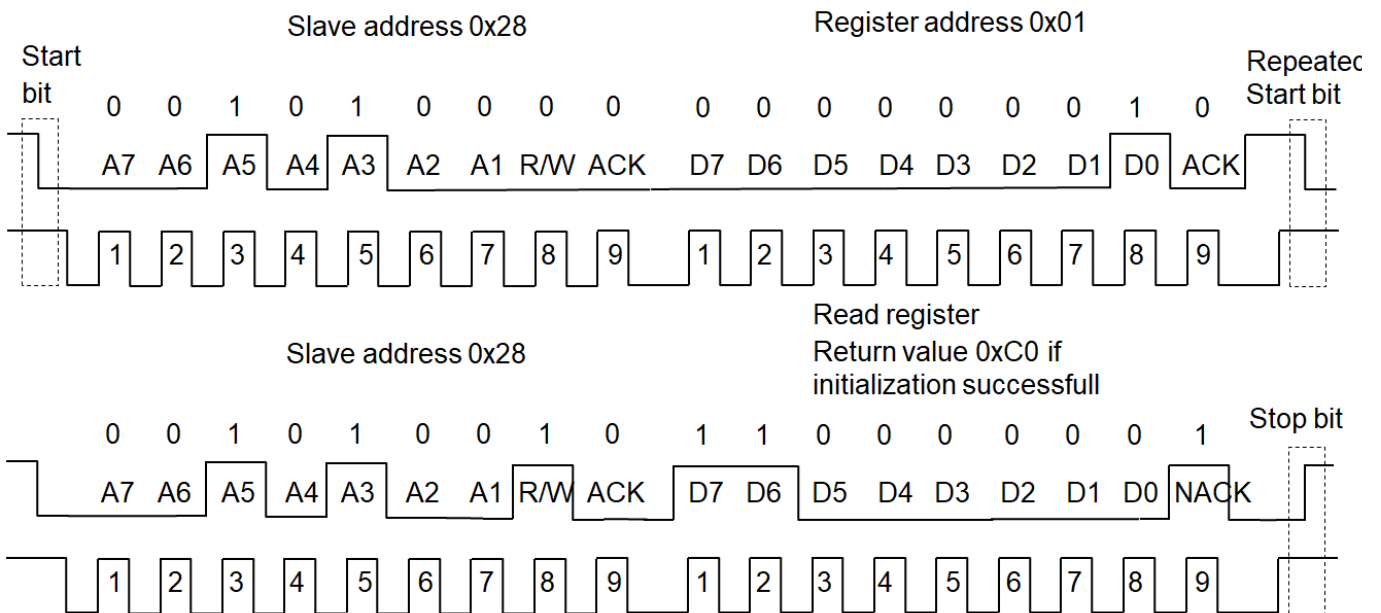 Slave address 0x28
Register address 0x01
Start
bit
Repeatec
Start bit
0 0 1 0 1 0 0 0 0 0 0 0 0 0 0 0 1 0
A7 A6 A5 A4 A3 A2 A1 R/W ACK D7 D6 D5 D4 D3 D2 D1 D0 ACK
1 2 3 4 5 6 7 8 9 1 2 3 4 5 6 7 8 9
Slave address 0x28
Read register
Return value 0xC0 if
initialization successfull
Stop bit
0 0 1 0 1 0 0 1 0 1 1 0 0 0 0 0 0 1
A7 A6 A5 A4 A3 A2 A1 R/W ACK D7 D6 D5 D4 D3 D2 D1 D0 NACK
1 2 3 4 5 6 7 8 9 1 2 3 4 5 6 7 8 9